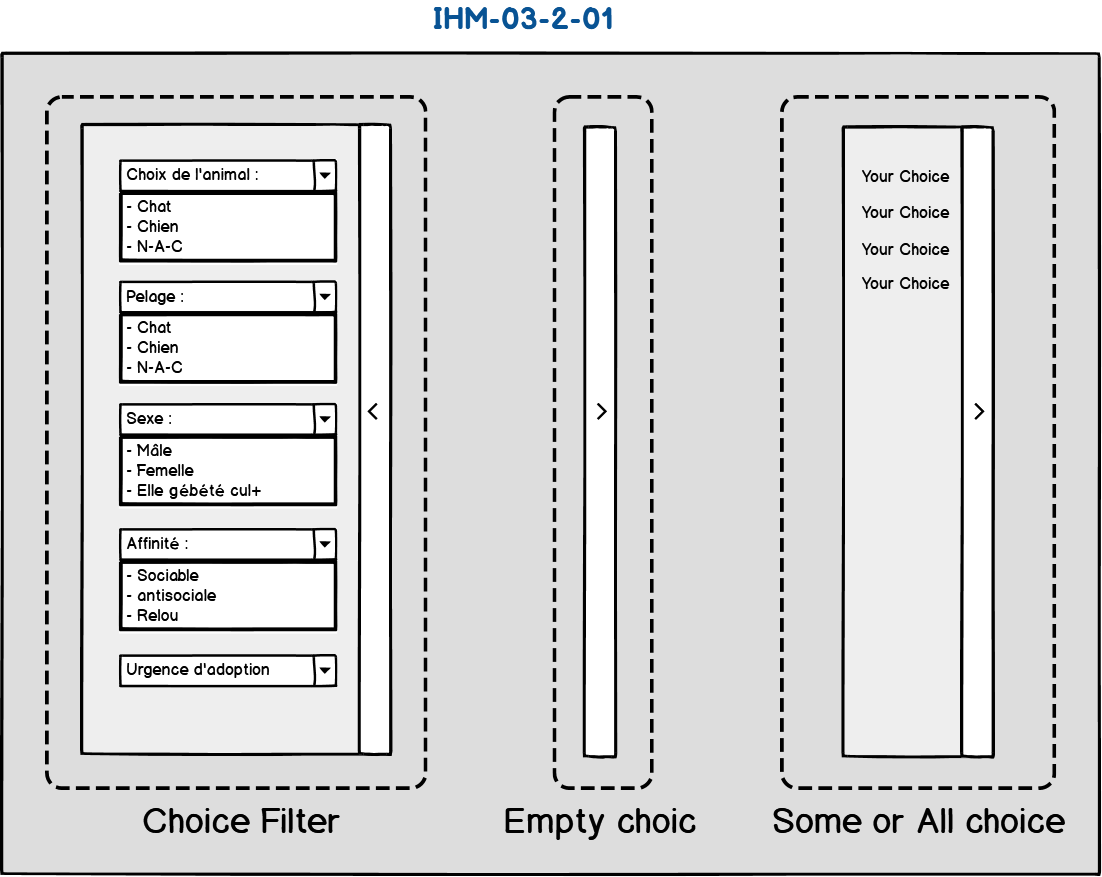 IHM-03-2-01
Choix de l'animal :
- Chat
- Chien
- N-A-C
Pelage :
- Chat
- Chien
- N-A-C
Sexe :
- Mâle
- Femelle
- Elle gébété cul+
Affinité :
- Sociable
- antisociale
- Relou
Urgence d'adoption
<
Choice Filter
>
Empty choic
Your Choice
Your Choice
Your Choice
Your Choice
>
Some or All choice